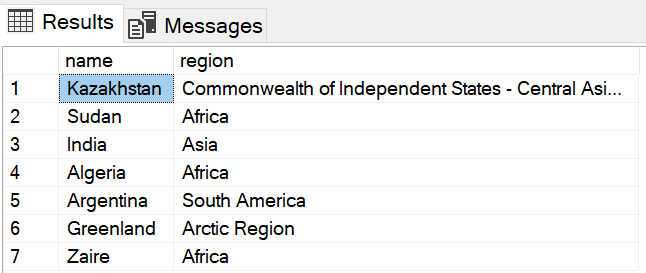 Results Messages
name region
1 Kazakhstan Commonwealth of Independent States - Central Asi...
2 Sudan Africa
3 India Asia
4 Algeria Africa
5 Argentina South America
6 Greenland Arctic Region
7 Zaire Africa